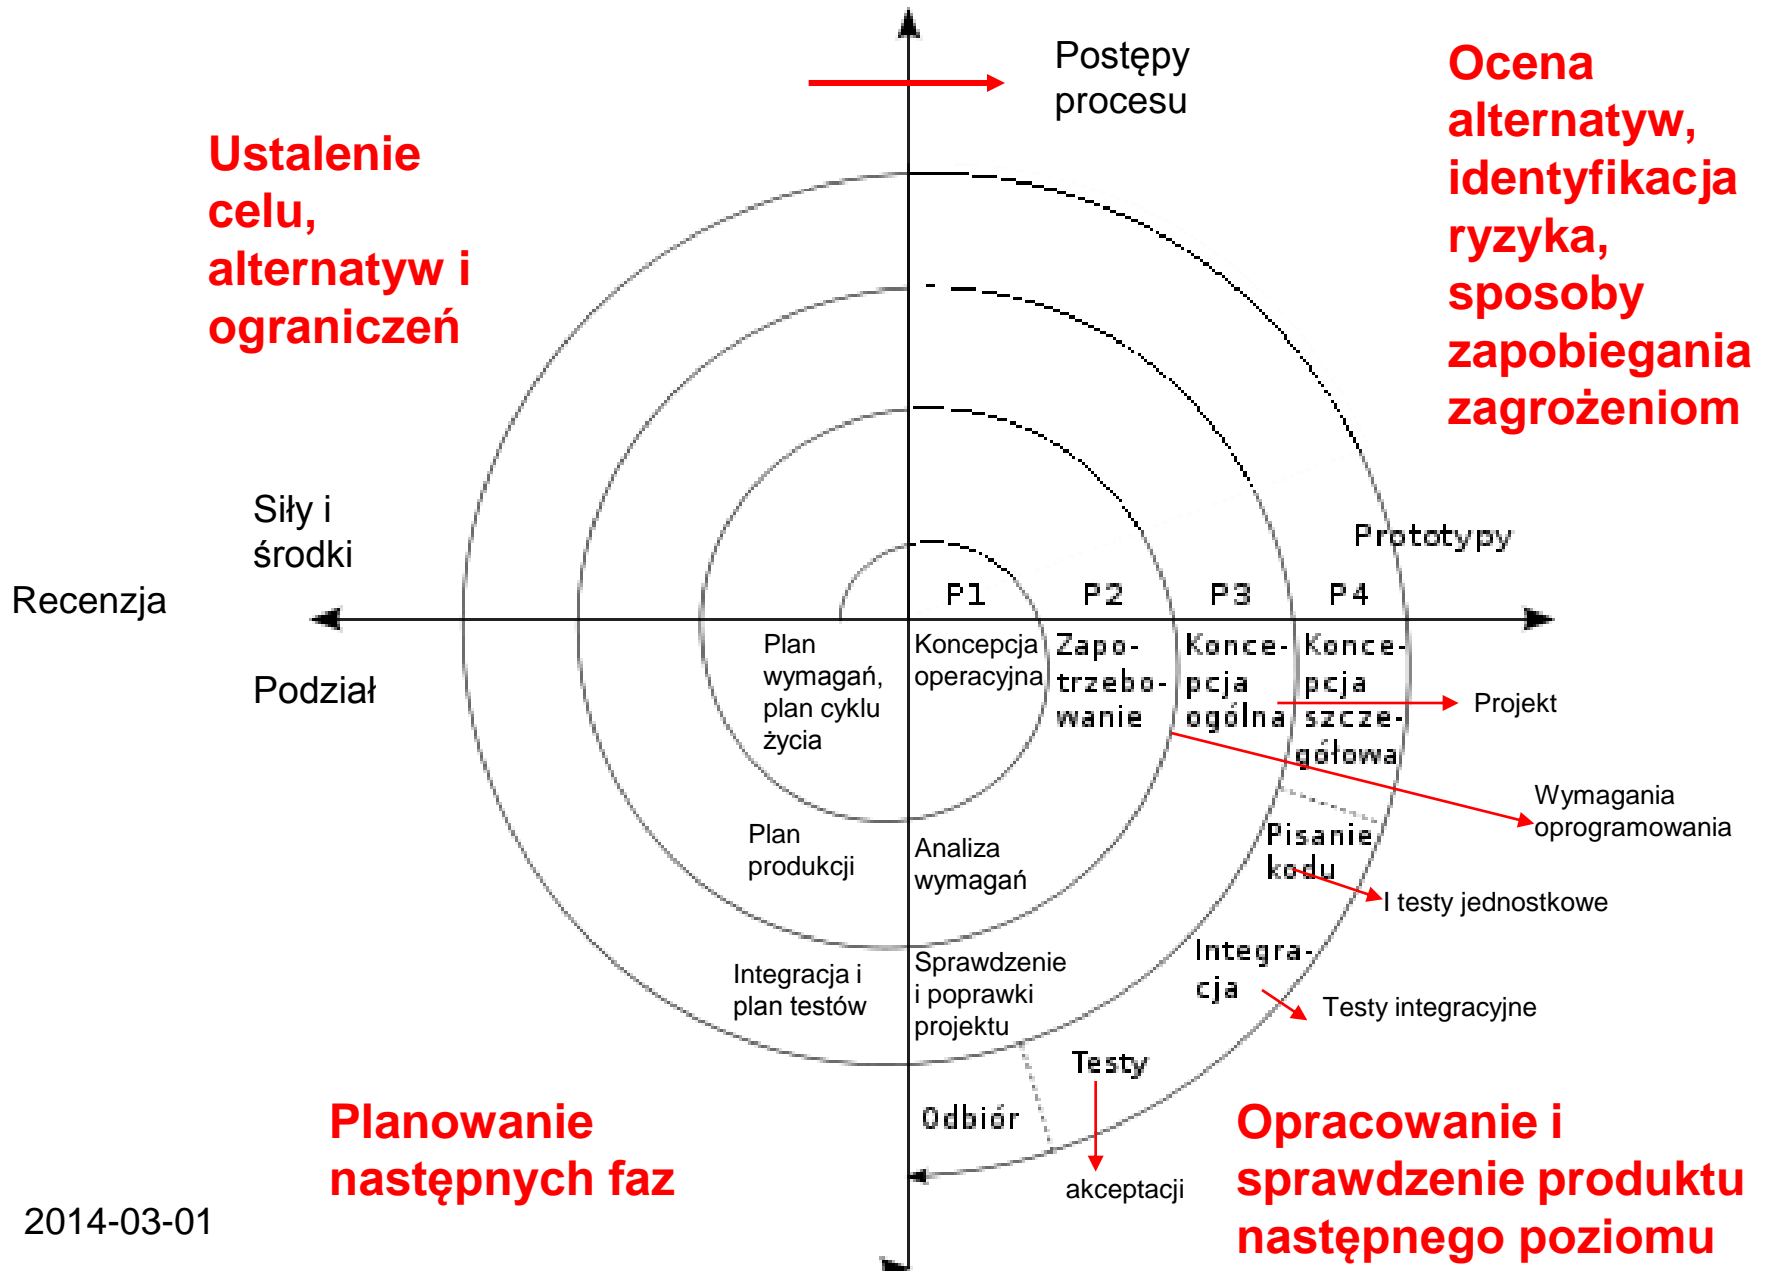 Postępy
procesu
Ocena
alternatyw,
identyfikacja
ryzyka,
sposoby
zapobiegania
zagrożeniom
Ustalenie
celu,
alternatyw i
ograniczeń
Siły i
środki
Recenzja
Podział
Prototypy
P1
P2
P3
P4
Plan
wymagań,
plan cyklu
życia
Koncepcja
operacyjna
Zapo-
trzebo-
wanie
Konce-
pcja
ogólna
Konce-
pcja
szcze-
gółowa
Projekt
Wymagania
oprogramowania
Plan
produkcji
Analiza
wymagań
Pisanie
kodu
I testy jednostkowe
Integracja i
plan testów
Sprawdzenie
i poprawki
projektu
Integra-
cja
Testy integracyjne
Testy
Odbiór
akceptacji
Planowanie
następnych faz
Opracowanie i
sprawdzenie produktu
następnego poziomu
2014-03-01